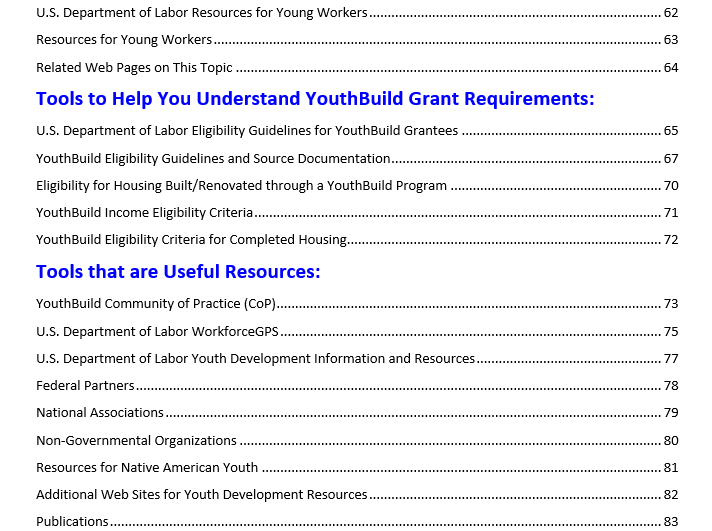 U.S. Department of Labor Resources for Young Workers................................................................62
Resources for Young Workers................................................................63
Related Web Pages on This Topic ................................................................64
Tools to Help You Understand YouthBuild Grant Requirements:
U.S. Department of Labor Eligibility Guidelines for YouthBuild Grantees ................................................65
YouthBuild Eligibility Guidelines and Source Documentation................................................................67
Eligibility for Housing Built/Renovated through a YouthBuild Program ................................................70
YouthBuild Income Eligibility Criteria................................................................71
YouthBuild Eligibility Criteria for Completed Housing................................................................72
Tools that are Useful Resources:
YouthBuild Community of Practice (CoP)................................................................73
U.S. Department of Labor WorkforceGPS................................................................75
U.S. Department of Labor Youth Development Information and Resources................................................77
Federal Partners................................................................78
National Associations................................................................79
Non-Governmental Organizations ................................................................80
Resources for Native American Youth ................................................................81
Additional Web Sites for Youth Development Resources................................................................82
Publications................................................................83